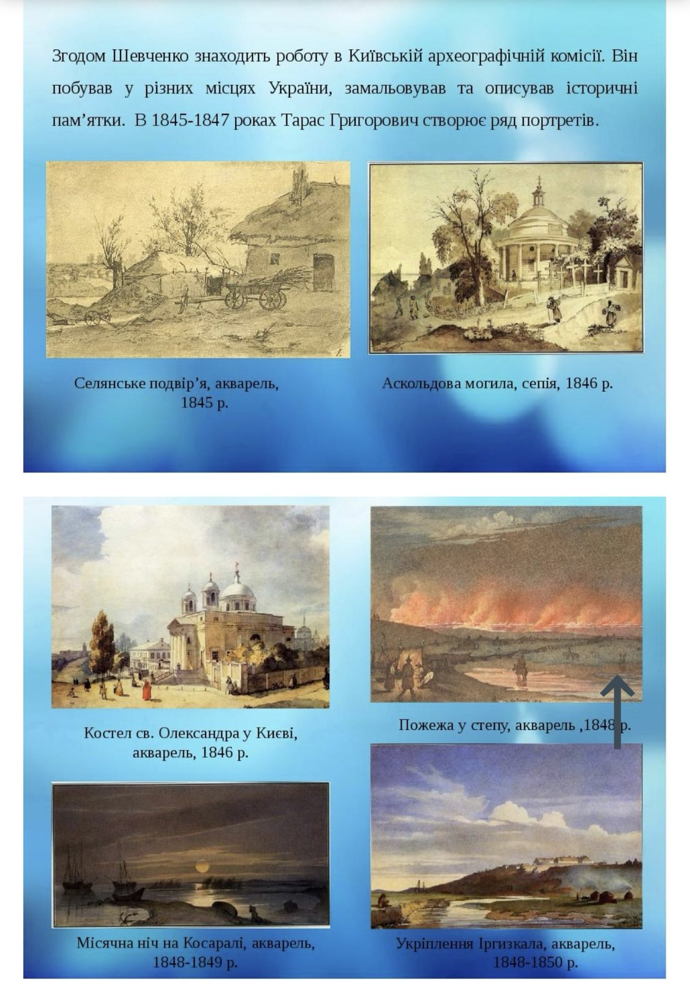 Згодом Шевченко знаходить роботу в Київській археографічній комісії. Він
побував у різних місцях України, замальовував та описував історичні
пам’ятки. В 1845-1847 роках Тарас Григорович створює ряд портретів.
Селянське подвір’я, акварель,
1845 р.
Аскольдова могила, сепія, 1846 р.
Костел св. Олександра у Києві,
акварель, 1846 р.
Пожежа у степу, акварель ,1848 р.
Місячна ніч на Косаралі, акварель,
1848-1849 р.
Укріплення Іргизкала, акварель,
1848-1850 р.